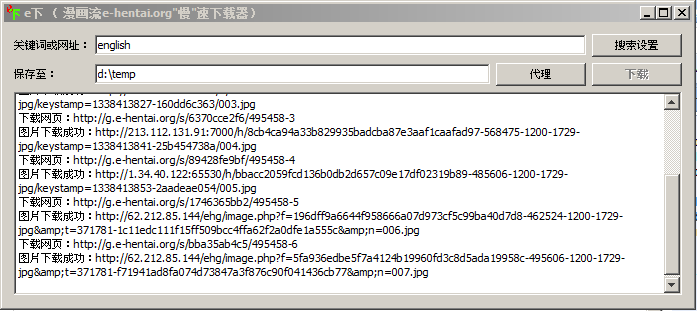 e下 ( 漫画流e-hentai.org"慢"速下载器)
关键词或网址：
english
搜索设置
保存至：
d:\temp
代理
下载
jpg/keystamp=1338413827-160dd6c363/003.jpg
下载网页：http://g.e-hentai.org/s/6370cce2f6/495458-3
图片下载成功：http://213.112.131.91:7000/h/8cb4ca94a33b829935badcba87e3aaf1caafad97-568475-1200-1729-
jpg/keystamp=1338413841-25b454738a/004.jpg
下载网页：http://g.e-hentai.org/s/89428fe9bf/495458-4
图片下载成功：http://1.34.40.122:65530/h/bbacc2059fcd136b0db2d657c09e17df02319b89-485606-1200-1729-
jpg/keystamp=1338413853-2aadeae054/005.jpg
下载网页：http://g.e-hentai.org/s/1746365bb2/495458-5
图片下载成功：http://62.212.85.144/ehg/image.php?f=196dff9a6644f958666a07d973cf5c99ba40d7d8-462524-1200-1729-
jpg&amp;t=371781-1c11edc111f15ff509bcc4ffa62f2a0dfe1a555c&amp;n=006.jpg
下载网页：http://g.e-hentai.org/s/bba35ab4c5/495458-6
图片下载成功：http://62.212.85.144/ehg/image.php?f=5fa936edbe5f7a4124b19960fd3c8d5ada19958c-495606-1200-1729-
jpg&amp;t=371781-f71941ad8fa074d73847a3f876c90f041436cb77&amp;n=007.jpg